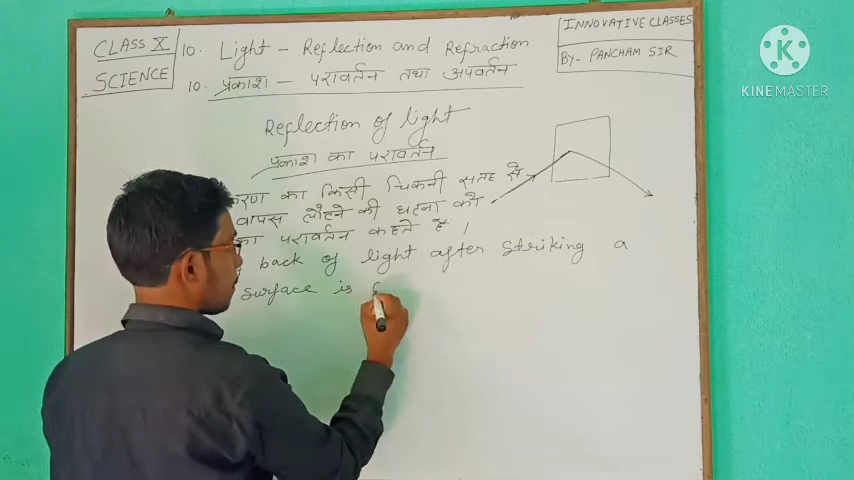 CLASS X
SCIENCE
10. Light - Reflection and Refraction
10. प्रकाश - परावर्तन तथा अपवर्तन
INNOVATIVE CLASSES
BY- PANCHAM SIR
KINEMASTER
Reflection of light
प्रकाश का परावर्तन
का किसी चिकनी सतह से
वापस लौटने की घटना को
का परावर्तन कहते है ।
back of light after striking a
surface is